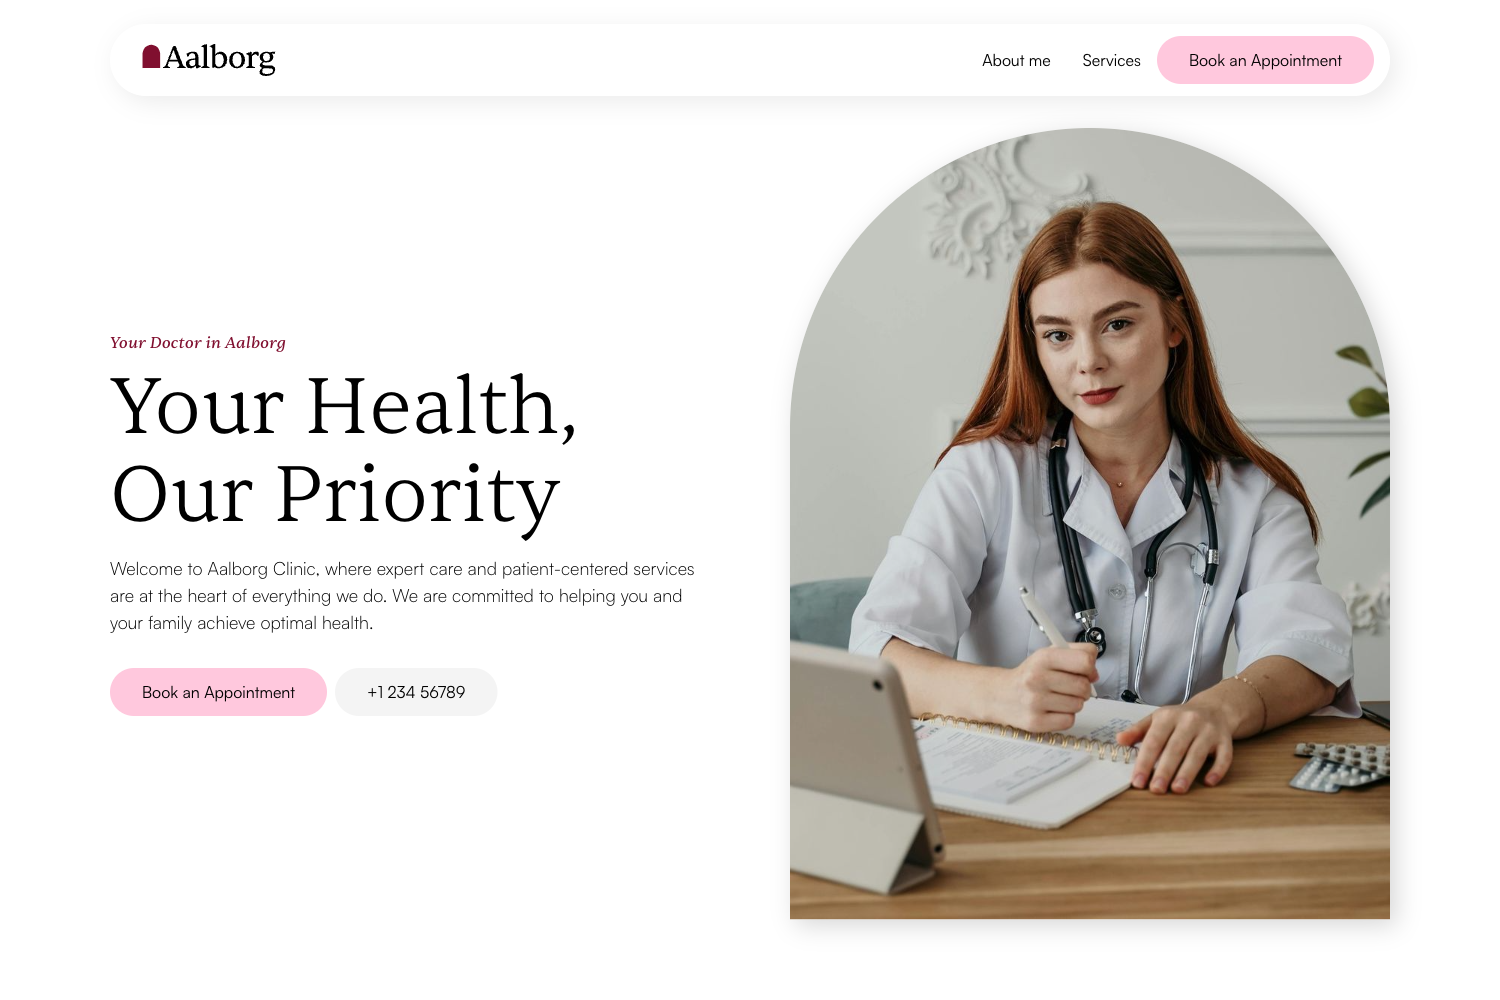 Aalborg
About me
Services
Book an Appointment
Your Doctor in Aalborg
Your Health,
Our Priority
Welcome to Aalborg Clinic, where expert care and patient-centered services
are at the heart of everything we do. We are committed to helping you and
your family achieve optimal health.
Book an Appointment
+1 234 56789